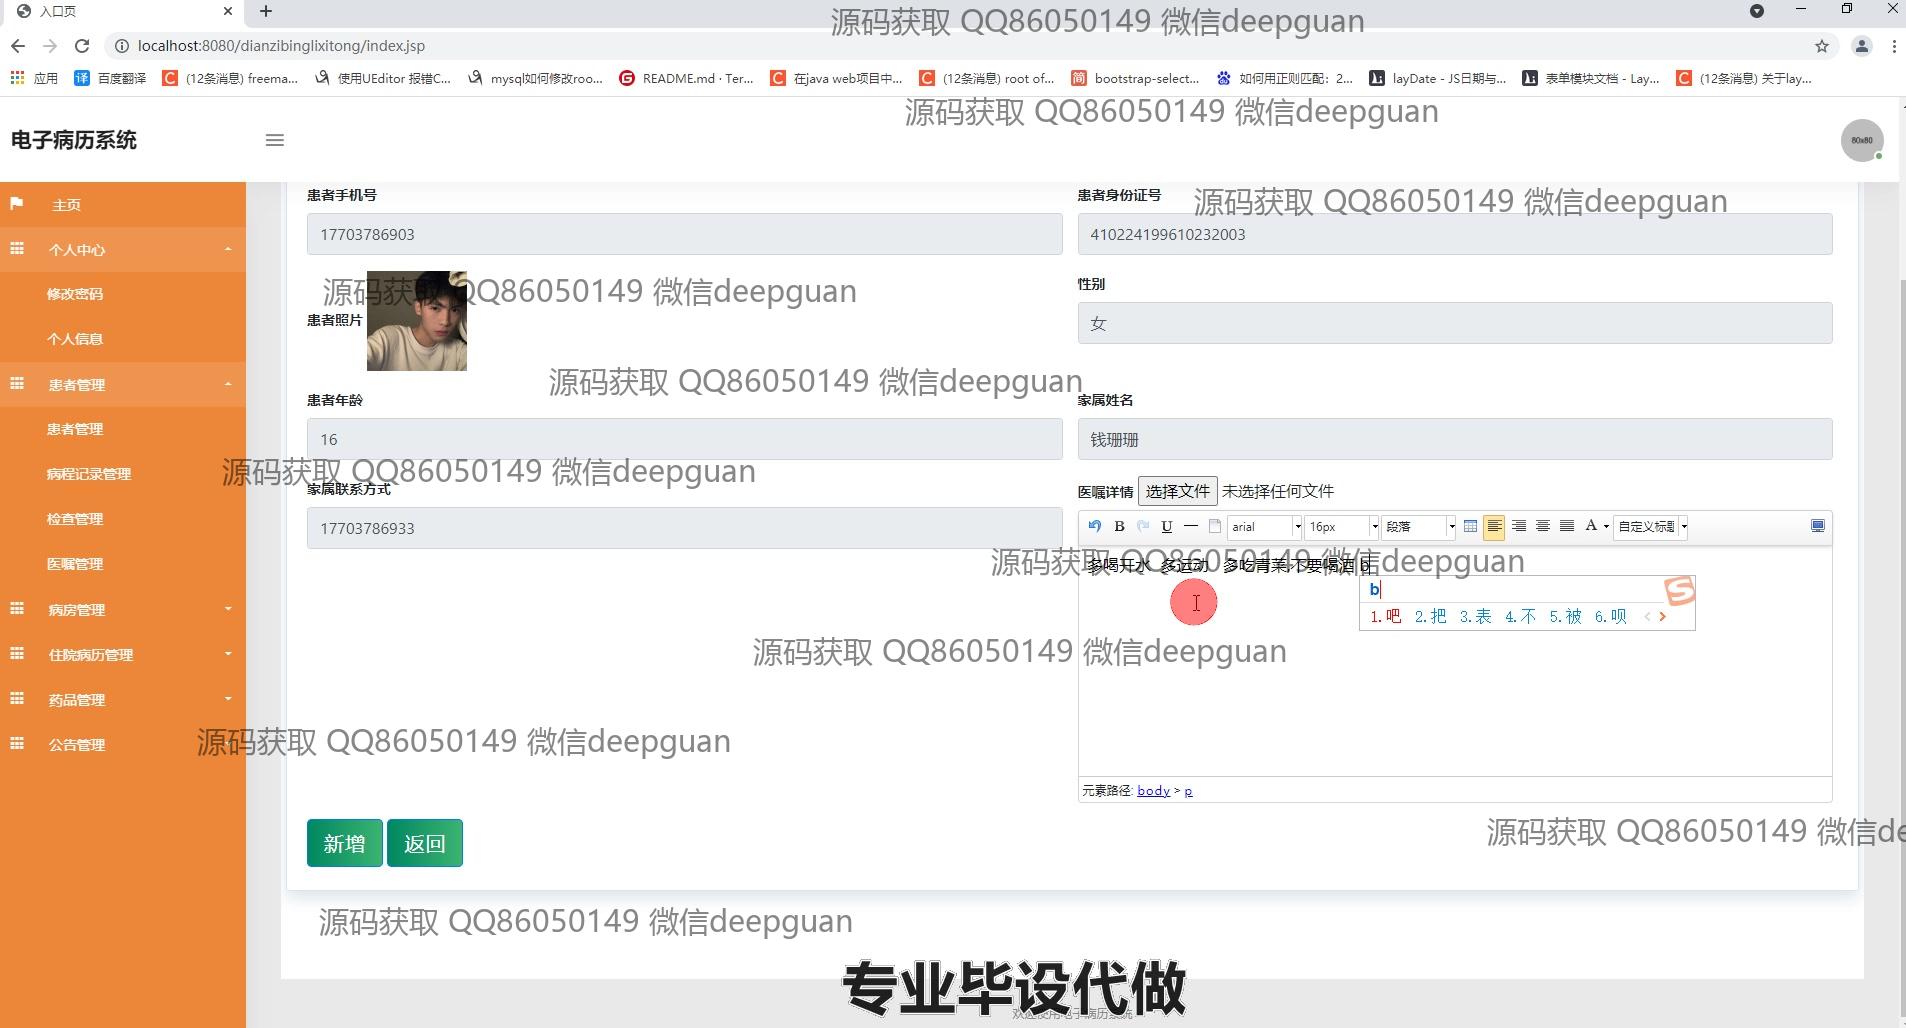 入口页
源码获取 QQ86050149 微信deepguan
localhost:8080/dianzibinglixitong/index.jsp
应用 百度翻译 (12条消息) freema... 使用UEditor 报错C... mysql如何修改roo... README.md · Ter... 在java web项目中... (12条消息) root of... bootstrap-select... 如何用正则匹配：2... layDate - JS日期与... 表单模块文档 - Lay... (12条消息) 关于lay...
源码获取 QQ86050149 微信deepguan
电子病历系统
80x80
主页
个人中心
修改密码
个人信息
患者管理
患者管理
病程记录管理
检查管理
医嘱管理
病房管理
住院病历管理
药品管理
公告管理
患者手机号
17703786903
患者身份证号
410224199610232003
源码获取 QQ86050149 微信deepguan
源码获取 QQ86050149 微信deepguan
患者照片
性别
女
源码获取 QQ86050149 微信deepguan
患者年龄
16
家属姓名
钱珊珊
源码获取 QQ86050149 微信deepguan
家属联系方式
17703786933
医嘱详情 选择文件 未选择任何文件
B U arial 16px 段落 A 自定义标题
源码获取 QQ86050149 微信deepguan
多喝开水 多运动 多吃青菜 不要喝酒 b
b
1.吧 2.把 3.表 4.不 5.被 6.呗
S
源码获取 QQ86050149 微信deepguan
源码获取 QQ86050149 微信deepguan
元素路径: body > p
新增 返回
源码获取 QQ86050149 微信de
源码获取 QQ86050149 微信deepguan
专业毕设代做
欢迎使用电子病历系统